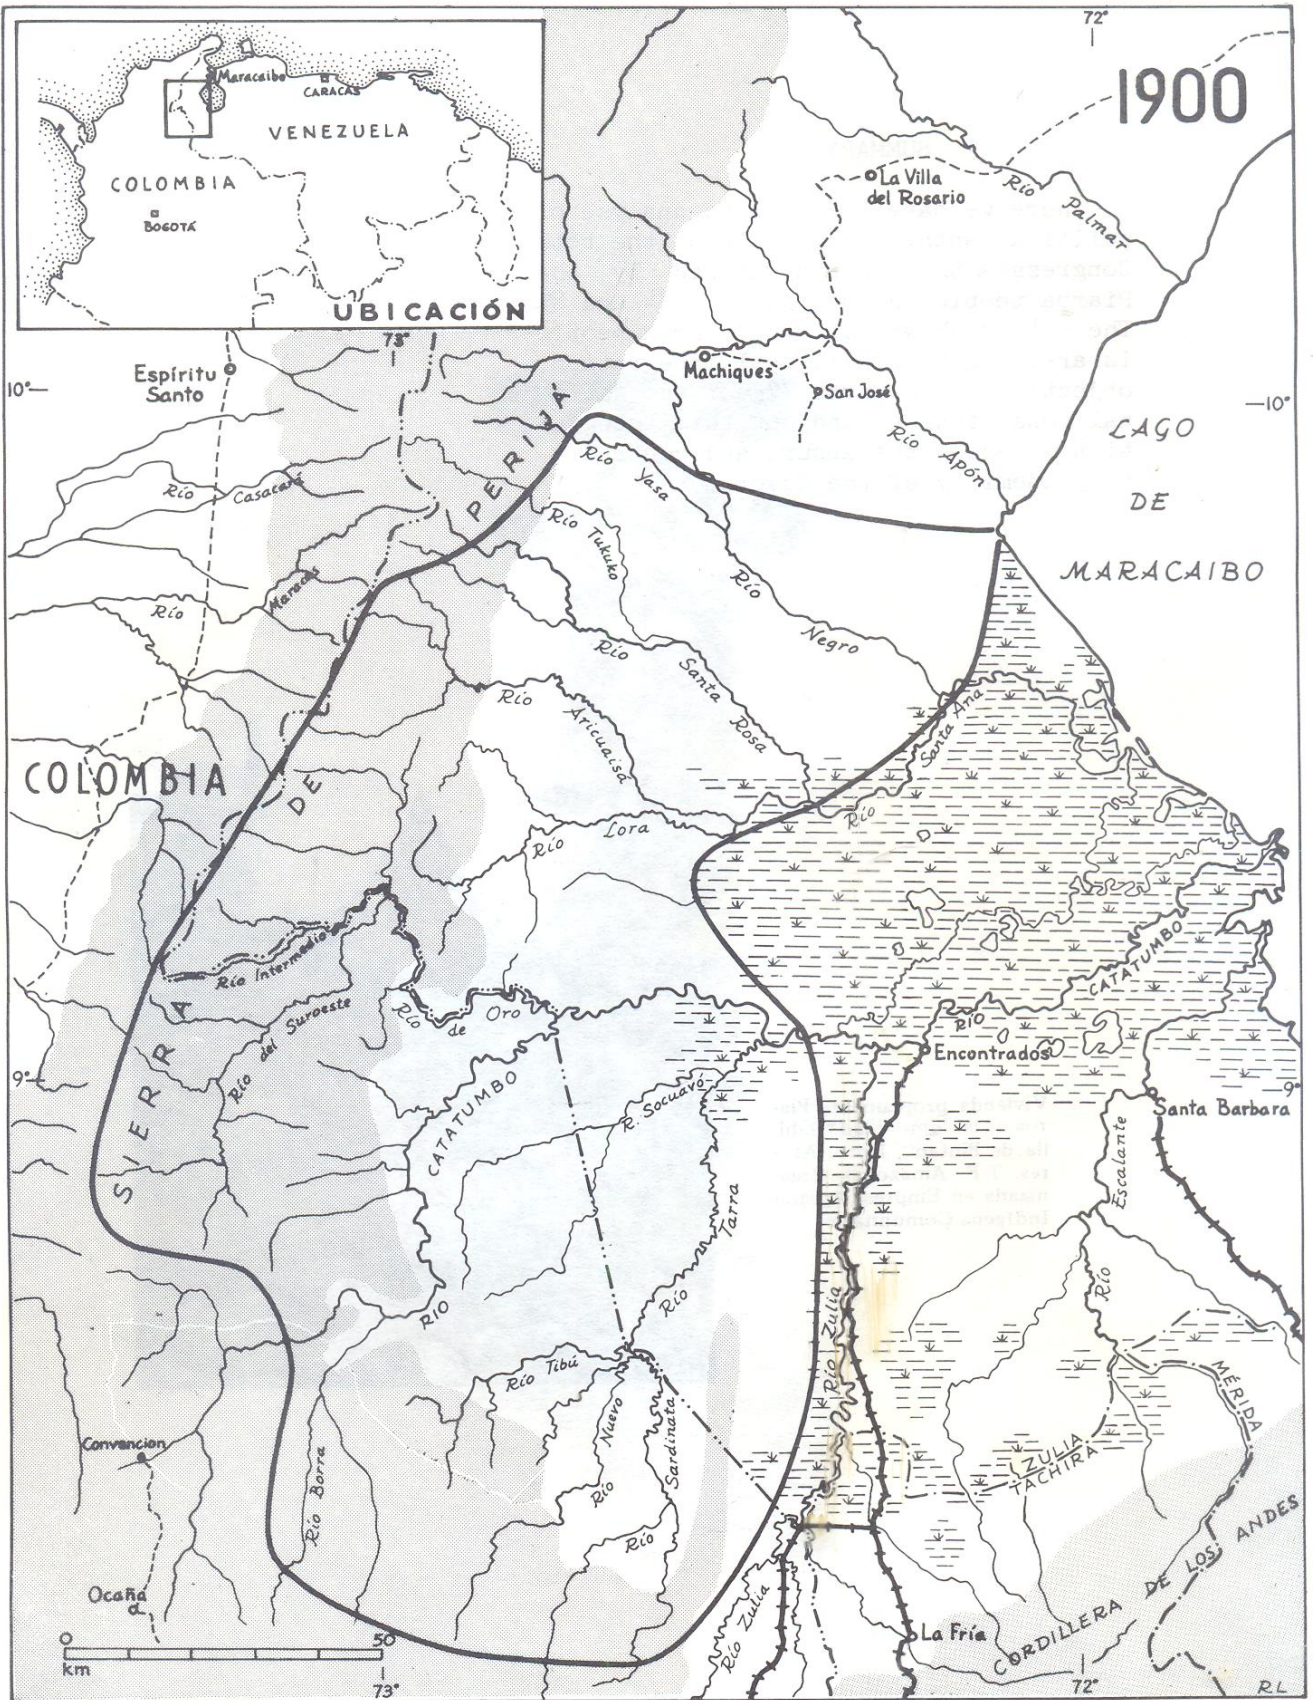 Maracaibo
CARACAS
VENEZUELA
COLOMBIA
BOGOTÁ
UBICACIÓN
72°
1900
La Villa
del Rosario
Río Palmar
73°
Espíritu
Santo
10°
Machiques
San José
10°
LAGO
DE
MARACAIBO
Río Apón
SIERRA DE PERIJÁ
Río Yasa
Río Casacará
Río Tukuko
Río Maracas
Río Negro
Río Santa Rosa
Río Aricuaisá
Río Santa Ana
COLOMBIA
Río Lora
Río Intermedio
Río del Suroeste
Río de Oro
RÍO CATATUMBO
Encontrados
9°
9°
Santa Barbara
RIO CATATUMBO
R. Socuavó
Río Escalante
Río Tarra
Río Zulia
Río Tibú
Río Nuevo
Río Sardinata
MÉRIDA
ZULIA
TACHIRA
Convencion
Río Borra
Ocaña
CORDILLERA DE LOS ANDES
La Fría
Río Zulia
0 50
km
73°
72°
R.L